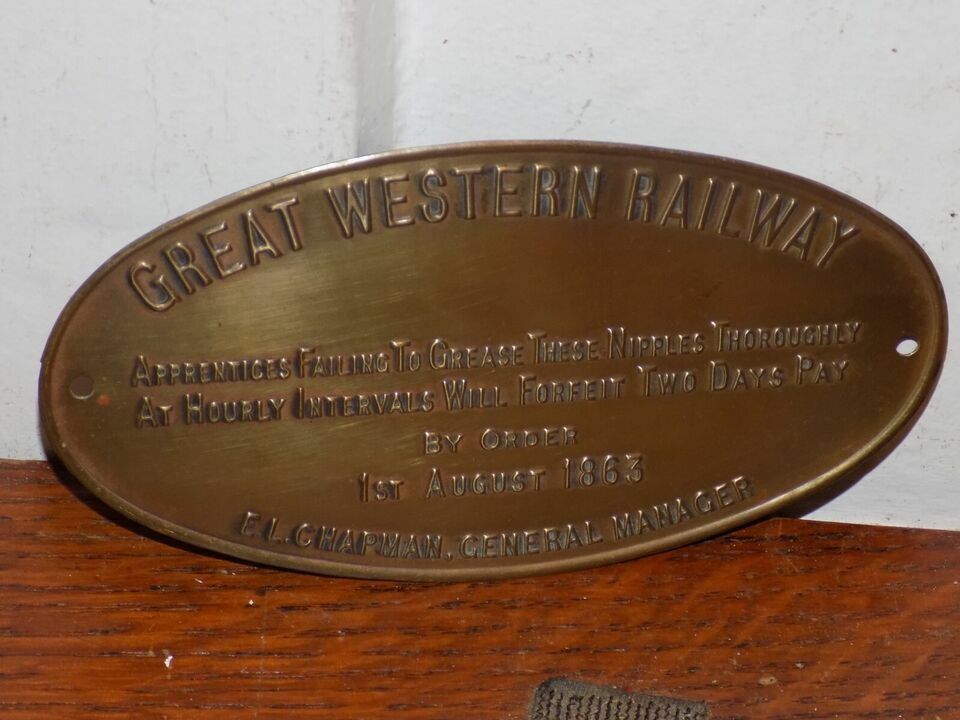 GREAT WESTERN RAILWAY
APPRENTICES FAILING TO GREASE THESE NIPPLES THOROUGHLY
AT HOURLY INTERVALS WILL FORFEIT TWO DAYS PAY
BY ORDER
1ST AUGUST 1863
E.L. CHAPMAN, GENERAL MANAGER